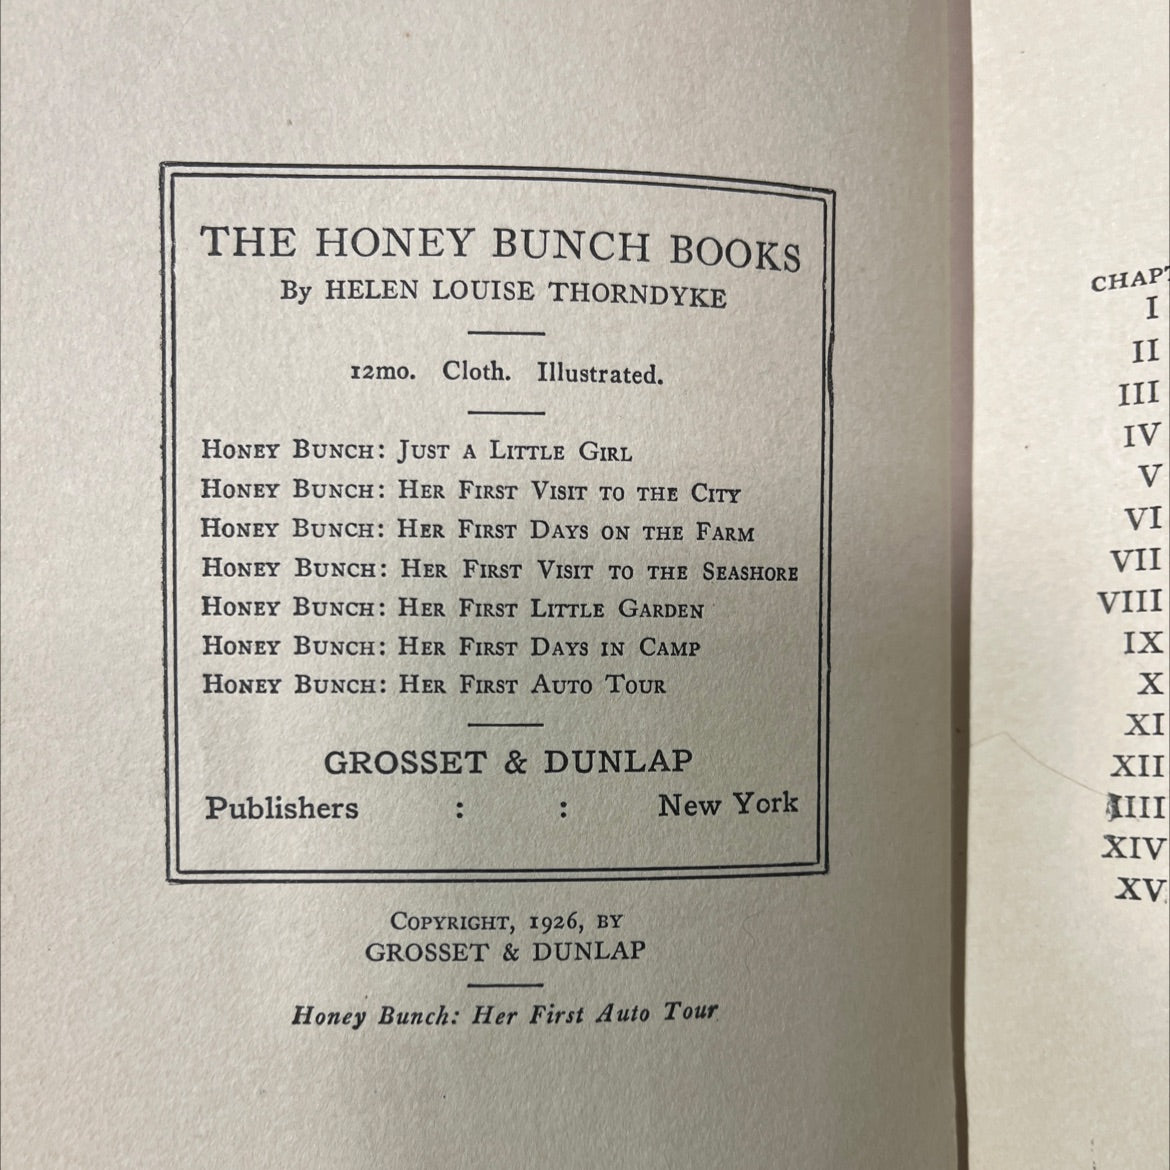 THE HONEY BUNCH BOOKS
By HELEN LOUISE THORNDYKE
12mo. Cloth. Illustrated.
HONEY BUNCH: JUST A LITTLE GIRL
HONEY BUNCH: HER FIRST VISIT TO THE CITY
HONEY BUNCH: HER FIRST DAYS ON THE FARM
HONEY BUNCH: HER FIRST VISIT TO THE SEASHORE
HONEY BUNCH: HER FIRST LITTLE GARDEN
HONEY BUNCH: HER FIRST DAYS IN CAMP
HONEY BUNCH: HER FIRST AUTO TOUR
GROSSET & DUNLAP
Publishers : : New York
COPYRIGHT, 1926, BY
GROSSET & DUNLAP
Honey Bunch: Her First Auto Tour
I
II
III
IV
V
VI
VII
VIII
IX
X
XI
XII
XIV
XV